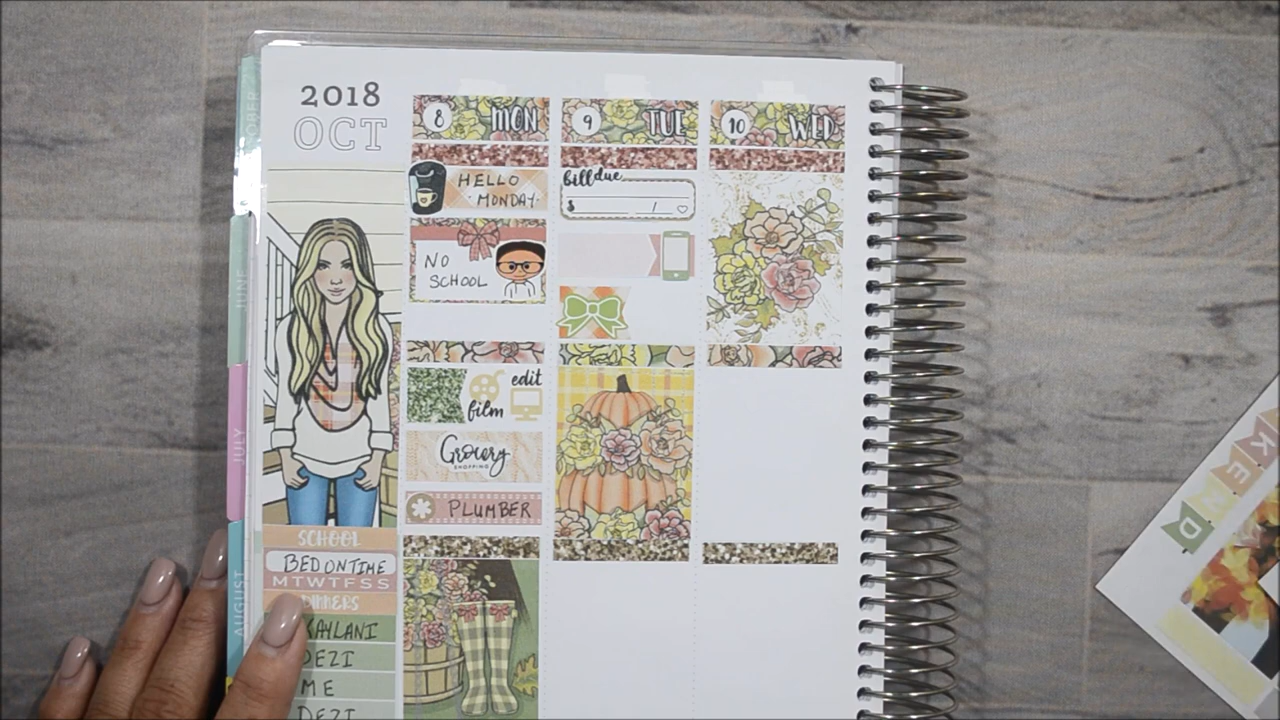 2018
OCT
8 MON
9 TUE
10 WED
HELLO
MONDAY
bill due
$ /
NO
SCHOOL
edit
film
Grocery
SHOPPING
PLUMBER
SCHOOL
BED ON TIME
MTWTFSS
DINNERS
KAYLANI
DEZI
ME
DEZI
JUNE
JULY
AUGUST
K E N D